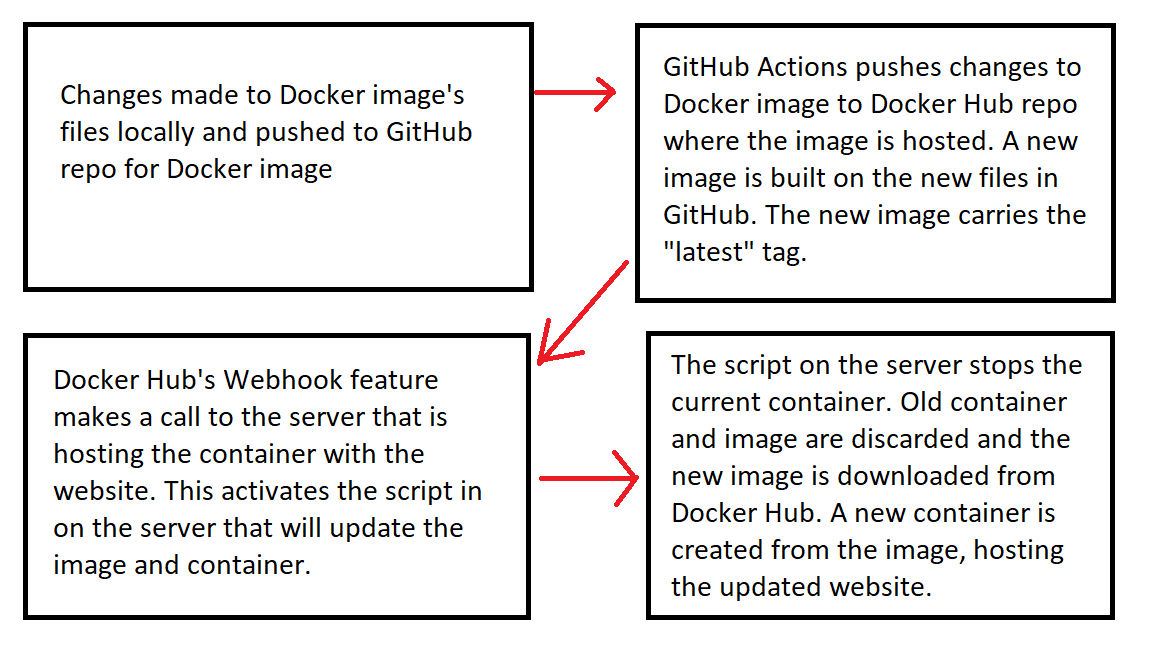 Changes made to Docker image's
files locally and pushed to GitHub
repo for Docker image
GitHub Actions pushes changes to
Docker image to Docker Hub repo
where the image is hosted. A new
image is built on the new files in
GitHub. The new image carries the
"latest" tag.
Docker Hub's Webhook feature
makes a call to the server that is
hosting the container with the
website. This activates the script in
on the server that will update the
image and container.
The script on the server stops the
current container. Old container
and image are discarded and the
new image is downloaded from
Docker Hub. A new container is
created from the image, hosting
the updated website.